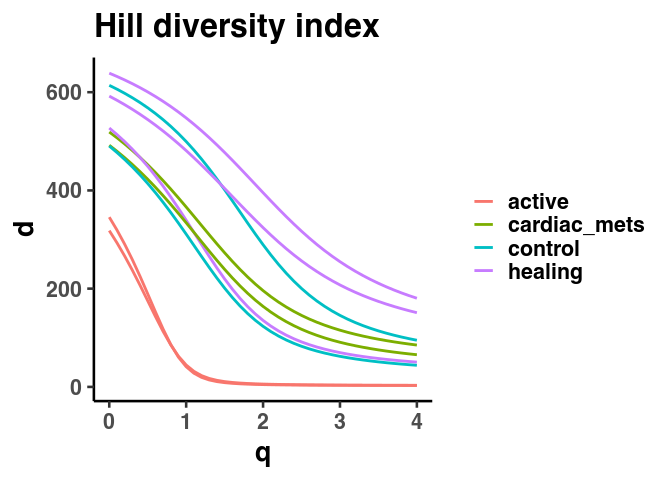 Hill diversity index
600
400
200
0
d
0 1 2 3 4
q
active
cardiac_mets
control
healing